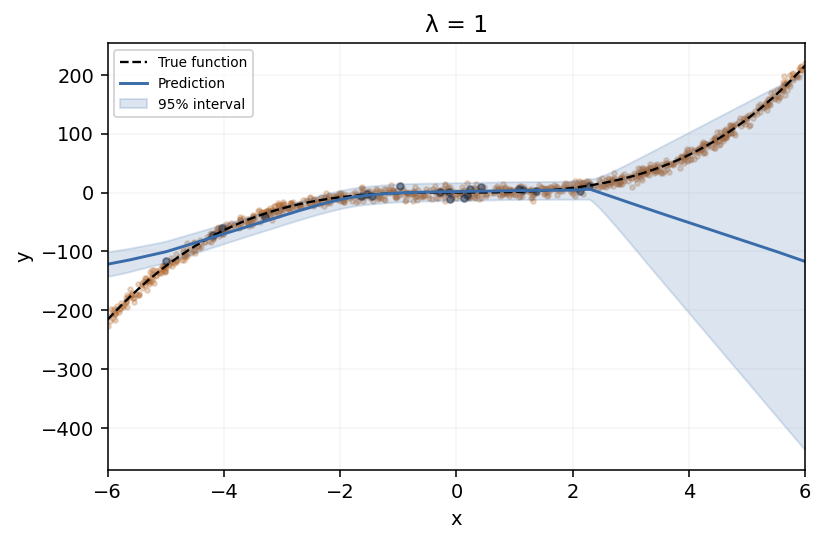 λ = 1
True function
Prediction
95% interval
y
200
100
0
−100
−200
−300
−400
−6
−4
−2
0
2
4
6
x